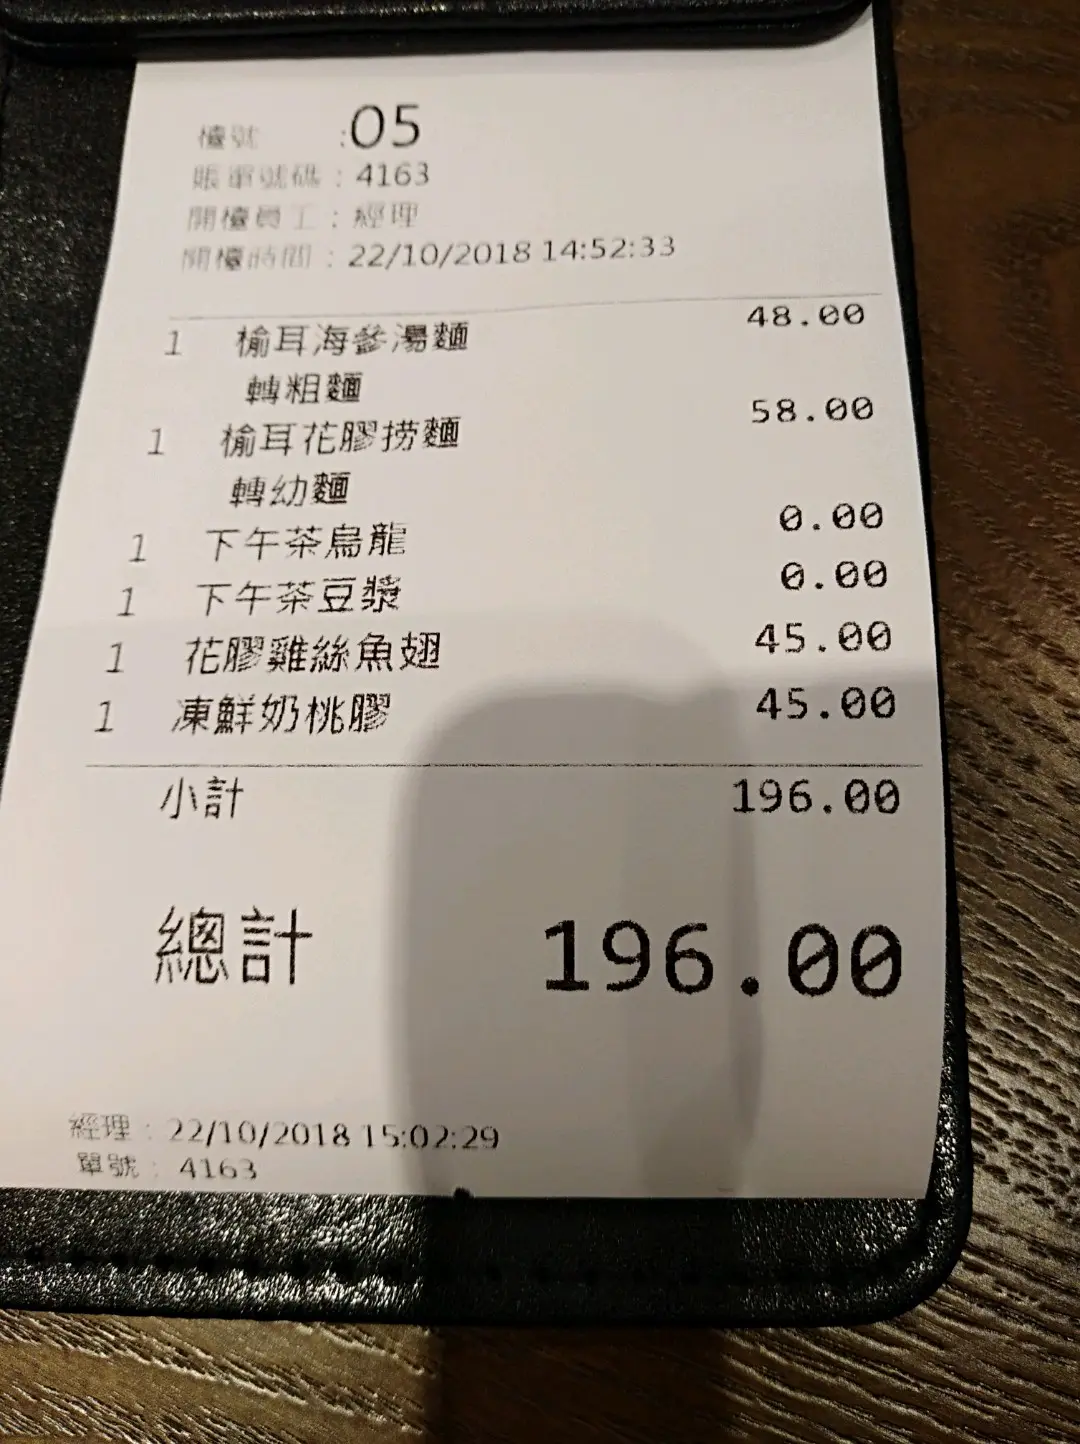 檯號 :05
賬單號碼 : 4163
開檯員工 : 經理
開檯時間 : 22/10/2018 14:52:33
1 榆耳海參湯麵 48.00
轉粗麵
1 榆耳花膠撈麵 58.00
轉幼麵
1 下午茶烏龍 0.00
1 下午茶豆漿 0.00
1 花膠雞絲魚翅 45.00
1 凍鮮奶桃膠 45.00
小計 196.00
總計 196.00
經理 : 22/10/2018 15:02:29
單號 : 4163